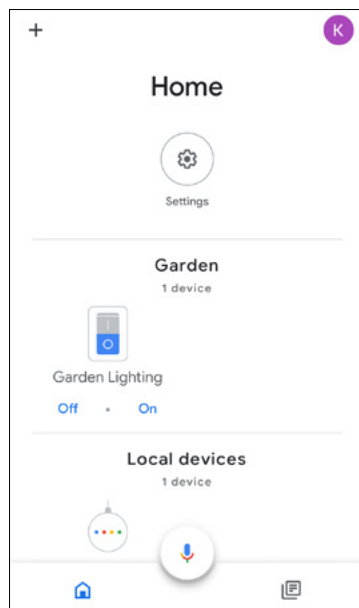 K
Home
Settings
Garden
1 device
Garden Lighting
Off • On
Local devices
1 device